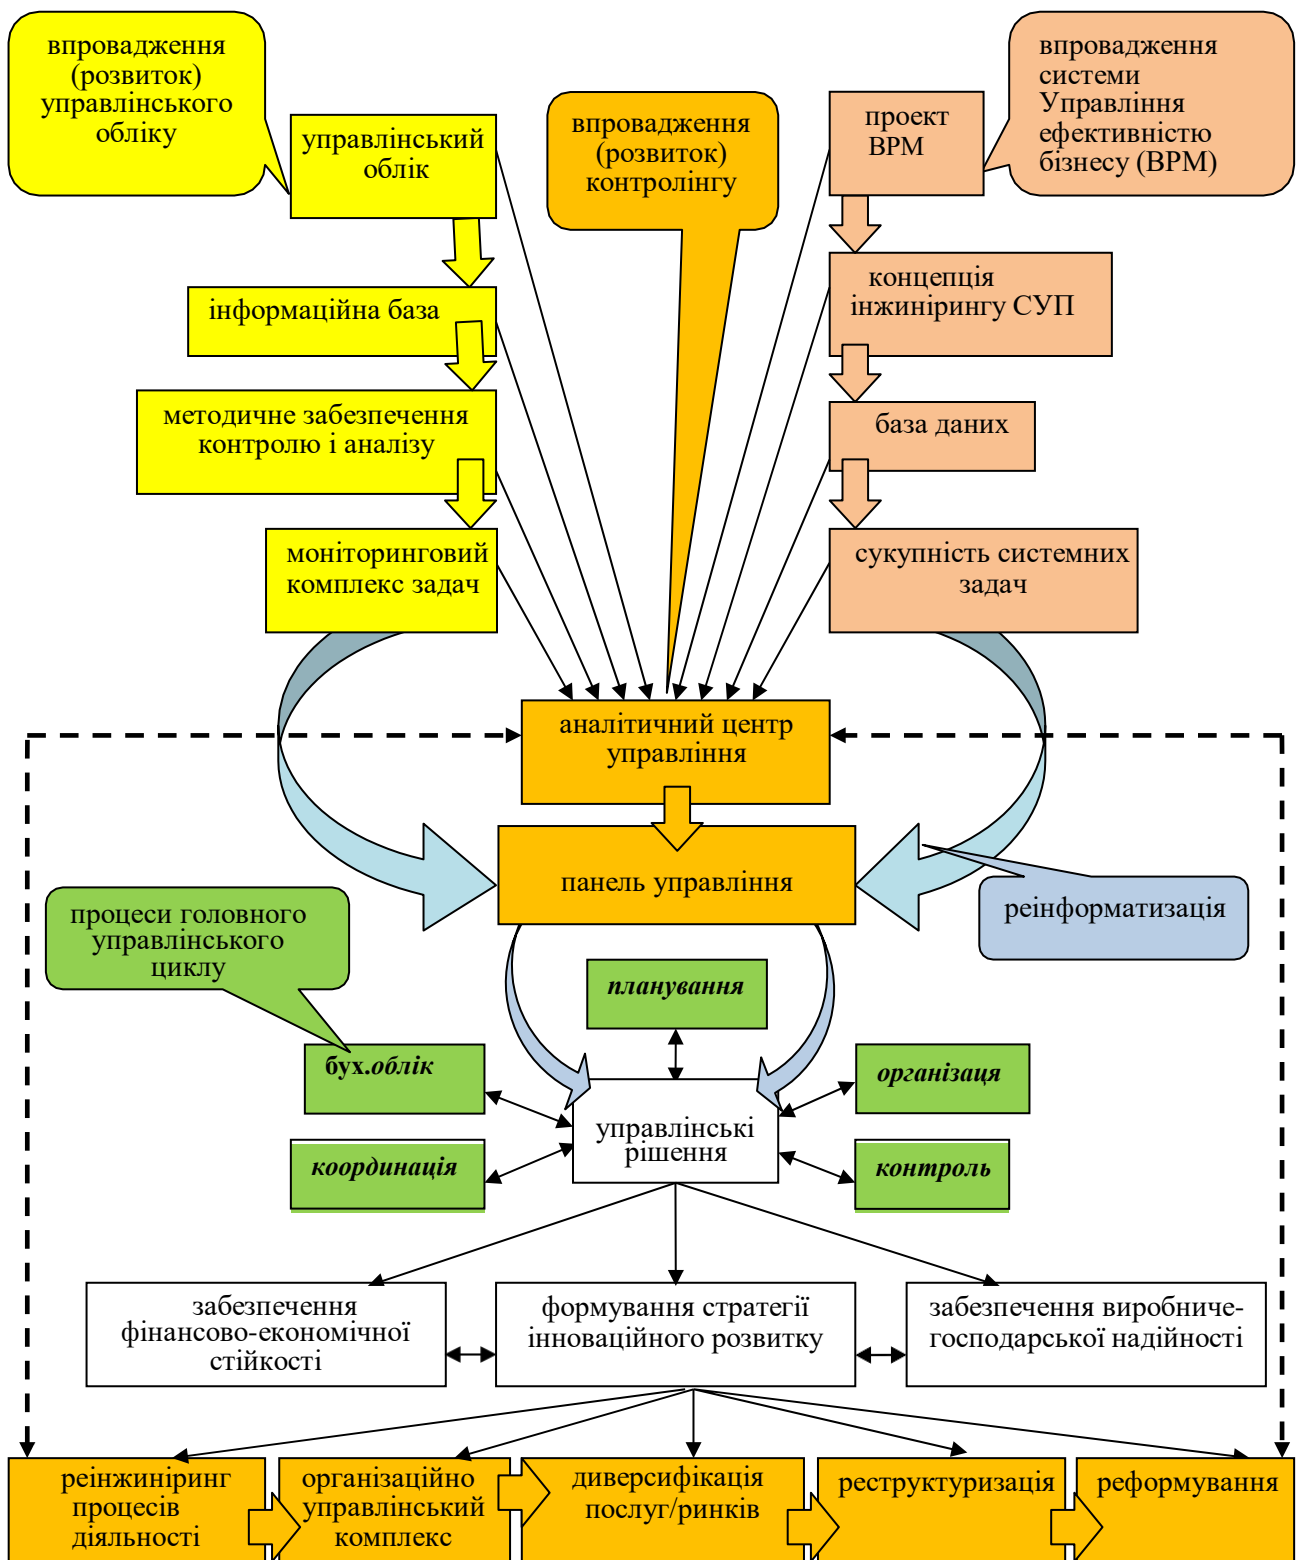 впровадження
(розвиток)
управлінського
обліку
управлінський
облік
впровадження
(розвиток)
контролінгу
проект
ВРМ
впровадження
системи
Управління
ефективністю
бізнесу (ВРМ)
інформаційна база
концепція
інжинірингу СУП
методичне забезпечення
контролю і аналізу
база даних
моніторинговий
комплекс задач
сукупність системних
задач
аналітичний центр
управління
панель управління
реінформатизація
процеси головного
управлінського
циклу
планування
бух.облік
організаця
управлінські
рішення
координація
контроль
забезпечення
фінансово-економічної
стійкості
формування стратегії
інноваційного розвитку
забезпечення виробниче-
господарської надійності
реінжиніринг
процесів
діяльності
організаційно
управлінський
комплекс
диверсифікація
послуг/ринків
реструктуризація
реформування